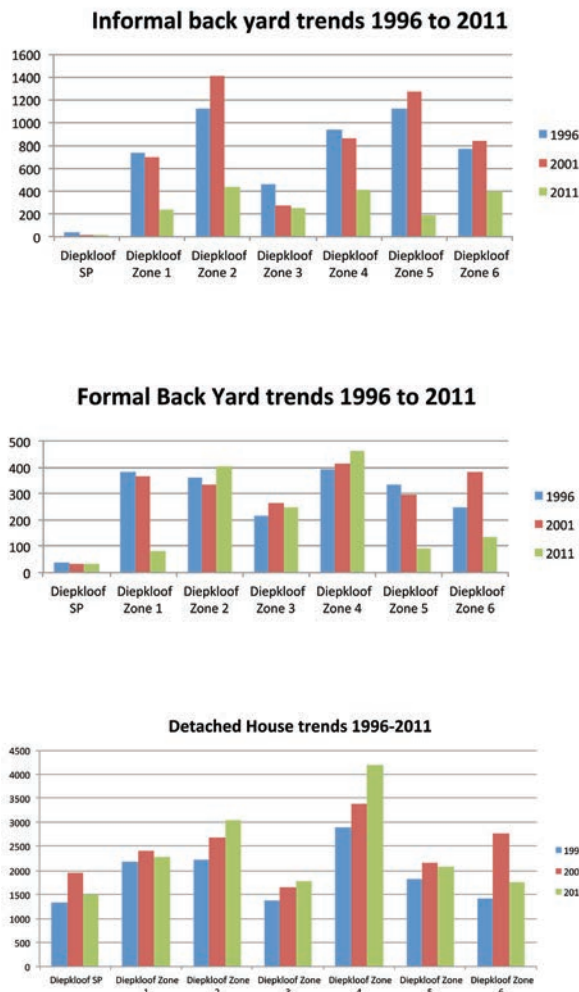 Informal back yard trends 1996 to 2011
1600
1400
1200
1000
800
600
400
200
0
Diepkloof SP
Diepkloof Zone 1
Diepkloof Zone 2
Diepkloof Zone 3
Diepkloof Zone 4
Diepkloof Zone 5
Diepkloof Zone 6
1996
2001
2011
Formal Back Yard trends 1996 to 2011
500
400
300
200
100
0
Diepkloof SP
Diepkloof Zone 1
Diepkloof Zone 2
Diepkloof Zone 3
Diepkloof Zone 4
Diepkloof Zone 5
Diepkloof Zone 6
1996
2001
2011
Detached House trends 1996-2011
4500
4000
3500
3000
2500
2000
1500
1000
500
0
Diepkloof SP
Diepkloof Zone
Diepkloof Zone
Diepkloof Zone
Diepkloof Zone
Diepkloof Zone
Diepkloof Zone
199
200
201